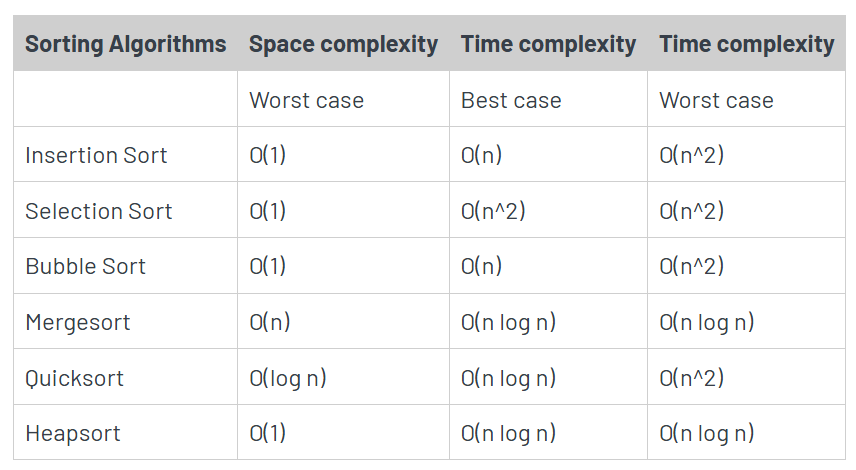 Sorting Algorithms Space complexity Time complexity Time complexity
Worst case Best case Worst case
Insertion Sort O(1) O(n) O(n^2)
Selection Sort O(1) O(n^2) O(n^2)
Bubble Sort O(1) O(n) O(n^2)
Mergesort O(n) O(n log n) O(n log n)
Quicksort O(log n) O(n log n) O(n^2)
Heapsort O(1) O(n log n) O(n log n)